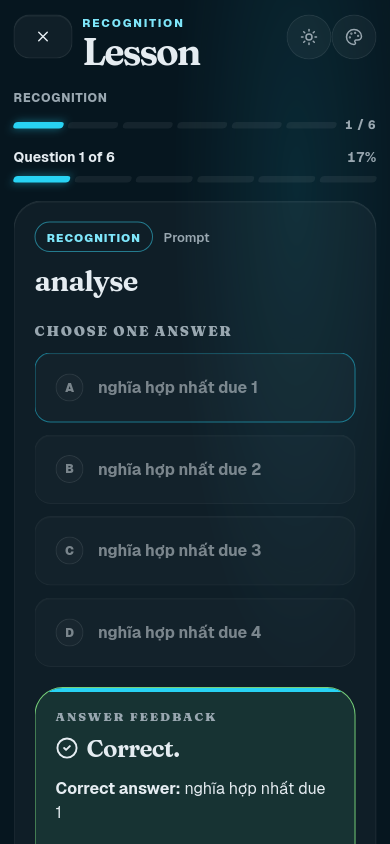 RECOGNITION
Lesson
RECOGNITION
1 / 6
Question 1 of 6
17%
RECOGNITION Prompt
analyse
CHOOSE ONE ANSWER
A nghĩa hợp nhất due 1
B nghĩa hợp nhất due 2
C nghĩa hợp nhất due 3
D nghĩa hợp nhất due 4
ANSWER FEEDBACK
Correct.
Correct answer: nghĩa hợp nhất due
1